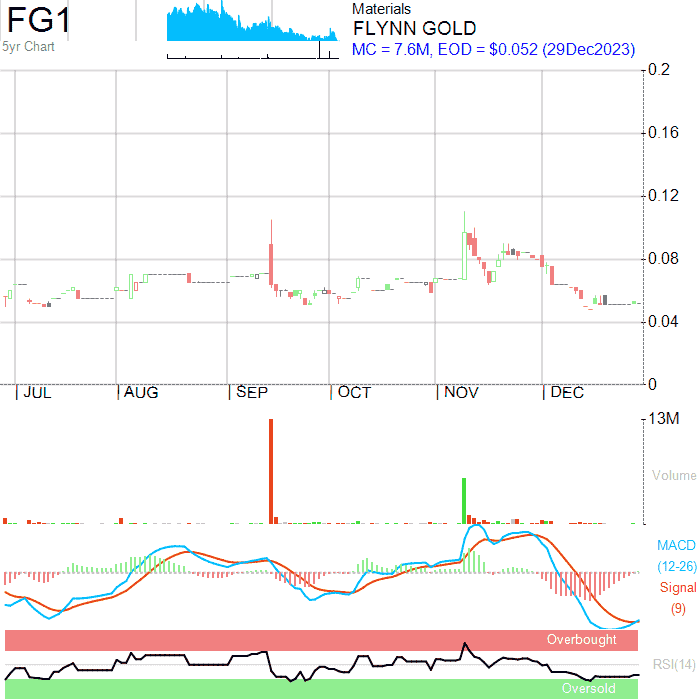 FG1
5yr Chart
Materials
FLYNN GOLD
MC = 7.6M, EOD = $0.052 (29Dec2023)
0.2
0.16
0.12
0.08
0.04
0
JUL AUG SEP OCT NOV DEC
13M
Volume
MACD
(12-26)
Signal
(9)
Overbought
RSI(14)
Oversold